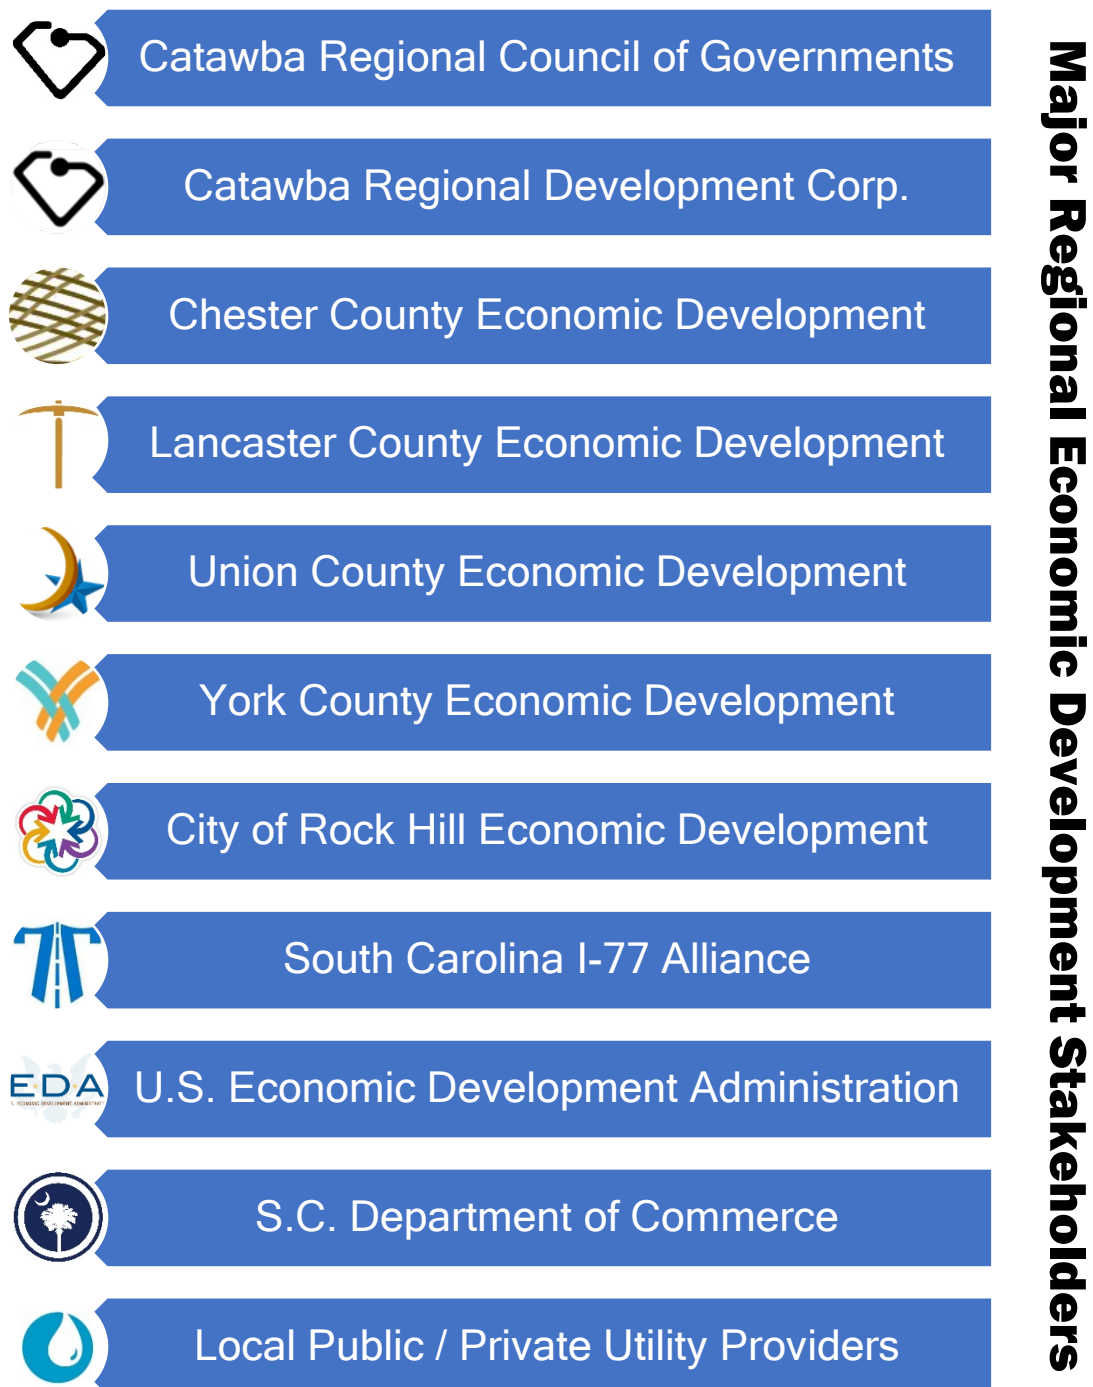 Catawba Regional Council of Governments
Catawba Regional Development Corp.
Chester County Economic Development
Lancaster County Economic Development
Union County Economic Development
York County Economic Development
City of Rock Hill Economic Development
South Carolina I-77 Alliance
EDA
U.S. Economic Development Administration
S.C. Department of Commerce
Local Public / Private Utility Providers
Major Regional Economic Development Stakeholders